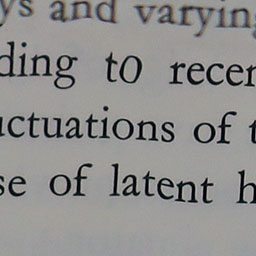 ys and varying
ding to recen
uctuations of t
se of latent h